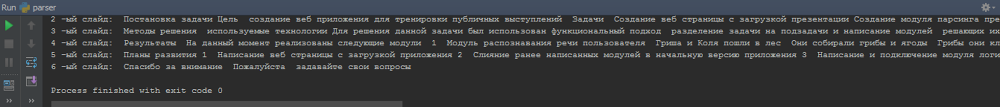 Run parser
2 -ый слайд: Постановка задачи Цель создание веб приложения для тренировки публичных выступлений Задачи Создание веб страницы с загрузкой презентации Создание модуля парсинга пре
3 -ый слайд: Методы решения используемые технологии Для решения данной задачи был использован функциональный подход разделение задачи на подзадачи и написание модулей решающих их
4 -ый слайд: Результаты На данный момент реализованы следующие модули 1 Модуль распознавания речи пользователя Гриша и Коля пошли в лес Они собирали грибы и ягоды Грибы они кл
5 -ый слайд: Планы развития 1 Написание веб страницы с загрузкой приложения 2 Слияние ранее написанных модулей в начальную версию приложения 3 Написание и подключение модуля логи
6 -ый слайд: Спасибо за внимание Пожалуйста задавайте свои вопросы
Process finished with exit code 0